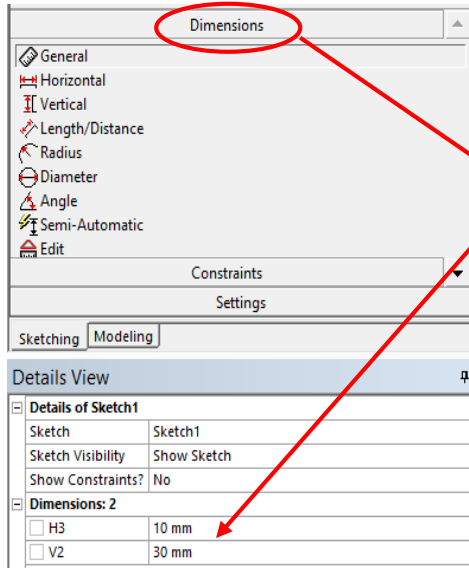 Dimensions
General
Horizontal
Vertical
Length/Distance
Radius
Diameter
Angle
Semi-Automatic
Edit
Constraints
Settings
Sketching Modeling
Details View
Details of Sketch1
Sketch Sketch1
Sketch Visibility Show Sketch
Show Constraints? No
Dimensions: 2
H3 10 mm
V2 30 mm